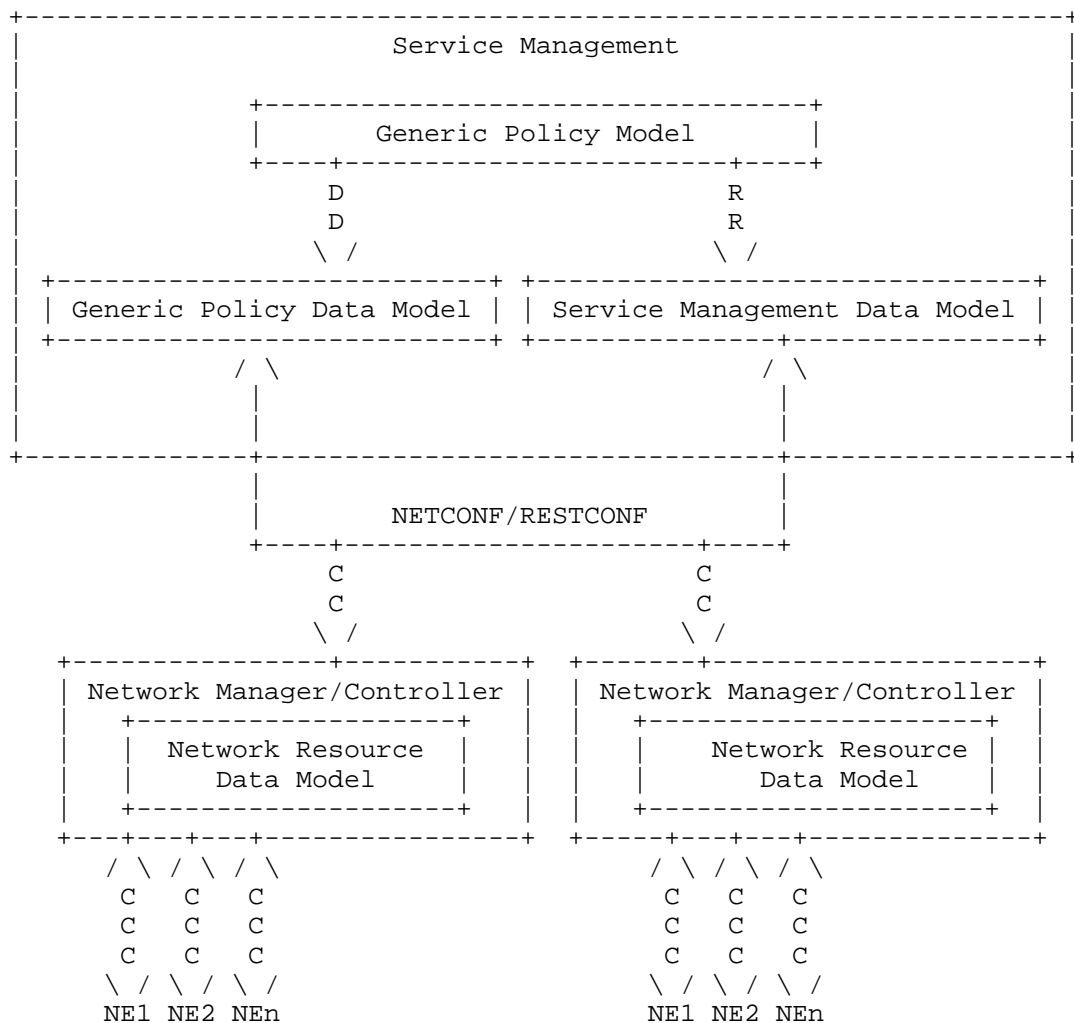 Service Management
Generic Policy Model
D R
D R
Generic Policy Data Model Service Management Data Model
NETCONF/RESTCONF
C C
C C
Network Manager/Controller Network Manager/Controller
Network Resource Network Resource
Data Model Data Model
C C C C C C
C C C C C C
C C C C C C
NE1 NE2 NEn NE1 NE2 NEn